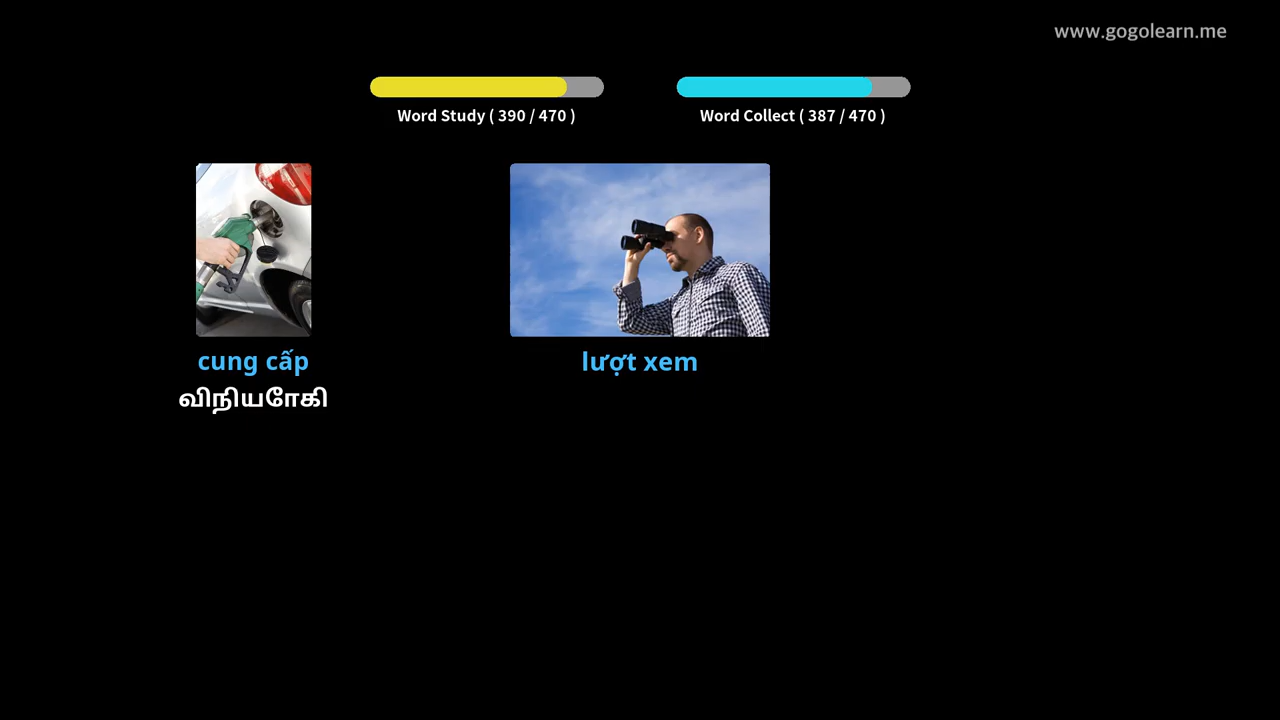 www.gogolearn.me
Word Study ( 390 / 470 )
Word Collect ( 387 / 470 )
cung cấp
விநியோகி
lượt xem